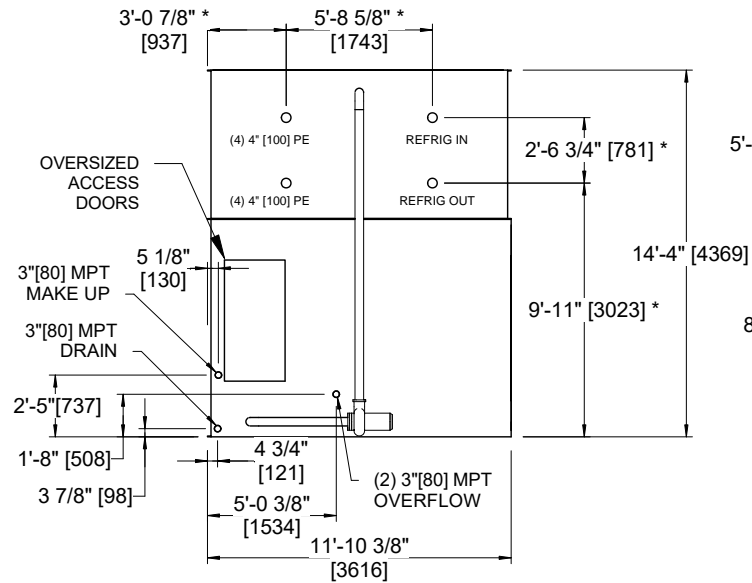 3'-0 7/8" *
[937]
5'-8 5/8" *
[1743]
(4) 4" [100] PE
REFRIG IN
2'-6 3/4" [781] *
5'-
OVERSIZED
ACCESS
DOORS
(4) 4" [100] PE
REFRIG OUT
5 1/8"
[130]
14'-4" [4369]
3"[80] MPT
MAKE UP
9'-11" [3023] *
8
3"[80] MPT
DRAIN
2'-5"[737]
1'-8" [508]
3 7/8" [98]
4 3/4"
[121]
(2) 3"[80] MPT
OVERFLOW
5'-0 3/8"
[1534]
11'-10 3/8"
[3616]